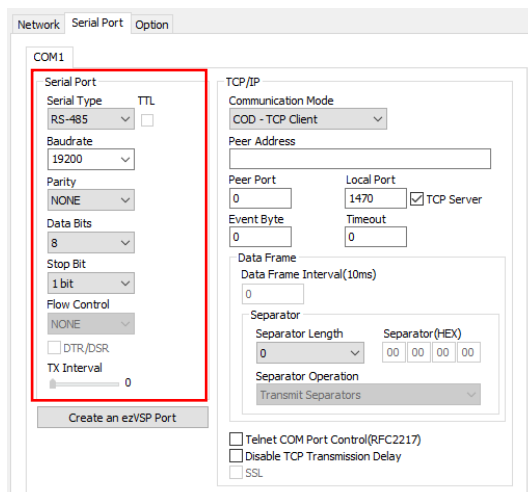 Network Serial Port Option
COM1
Serial Port
Serial Type TTL
RS-485
Baudrate
19200
Parity
NONE
Data Bits
8
Stop Bit
1 bit
Flow Control
NONE
DTR/DSR
TX Interval
0
Create an ezVSP Port
TCP/IP
Communication Mode
COD - TCP Client
Peer Address
Peer Port Local Port
0 1470 TCP Server
Event Byte Timeout
0 0
Data Frame
Data Frame Interval(10ms)
0
Separator
Separator Length Separator(HEX)
0 00 00 00 00
Separator Operation
Transmit Separators
Telnet COM Port Control(RFC2217)
Disable TCP Transmission Delay
SSL